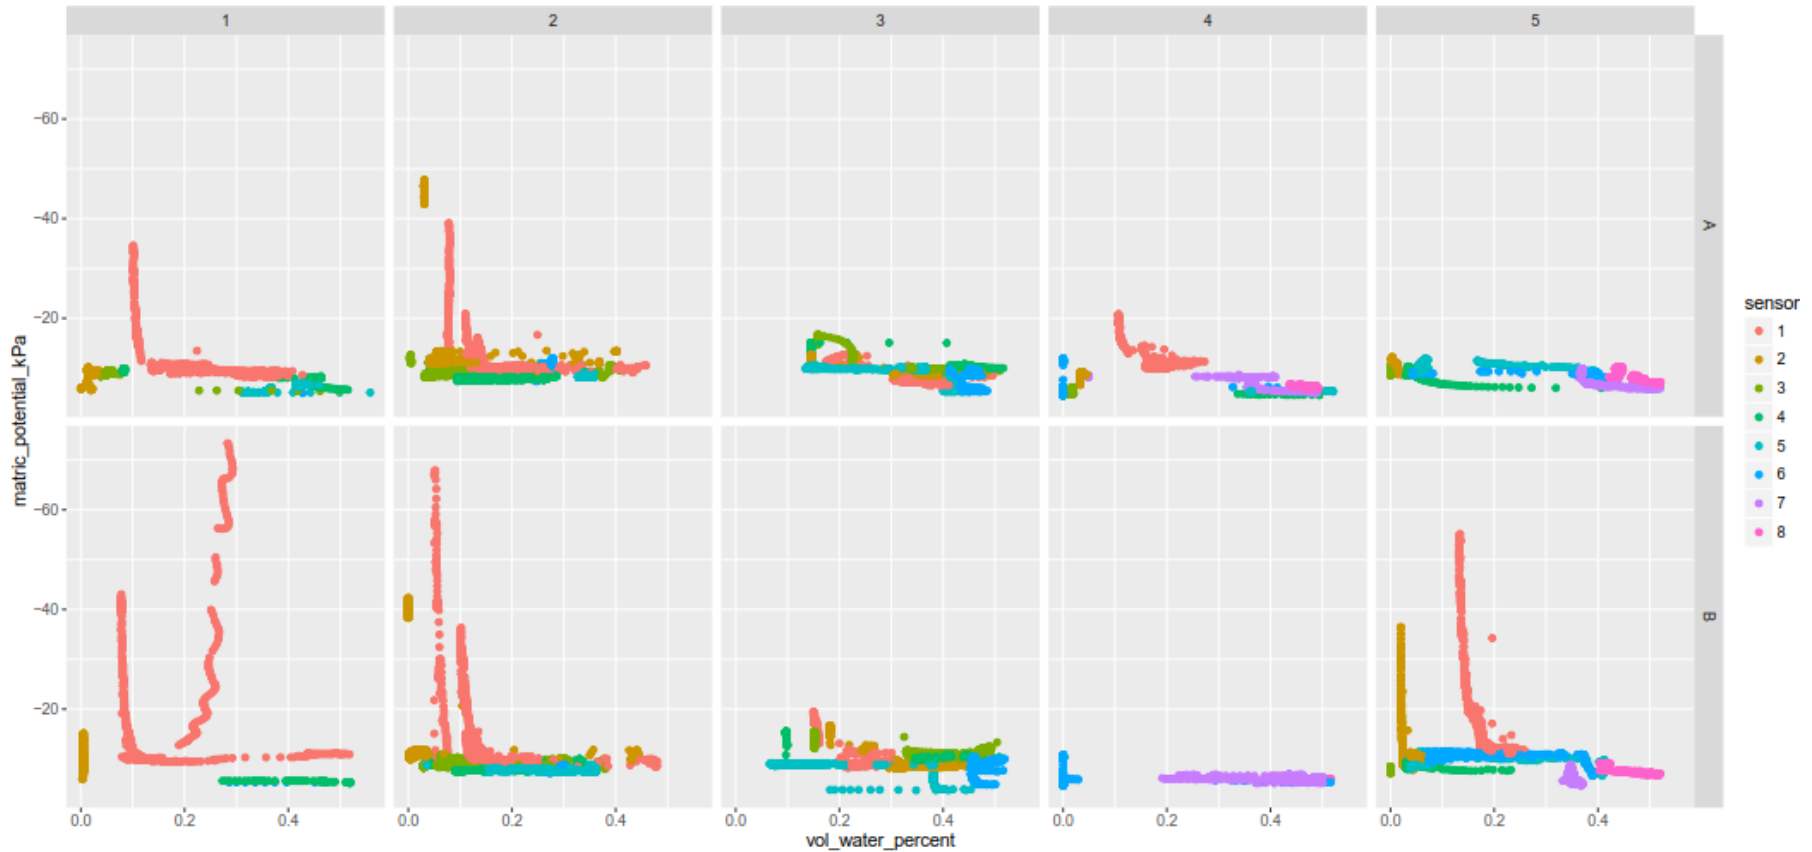 1 2 3 4 5
−60
−40
−20
A
−60
−40
−20
B
matric_potential_kPa
0.0 0.2 0.4 0.0 0.2 0.4 0.0 0.2 0.4 0.0 0.2 0.4 0.0 0.2 0.4
vol_water_percent
sensor
1
2
3
4
5
6
7
8